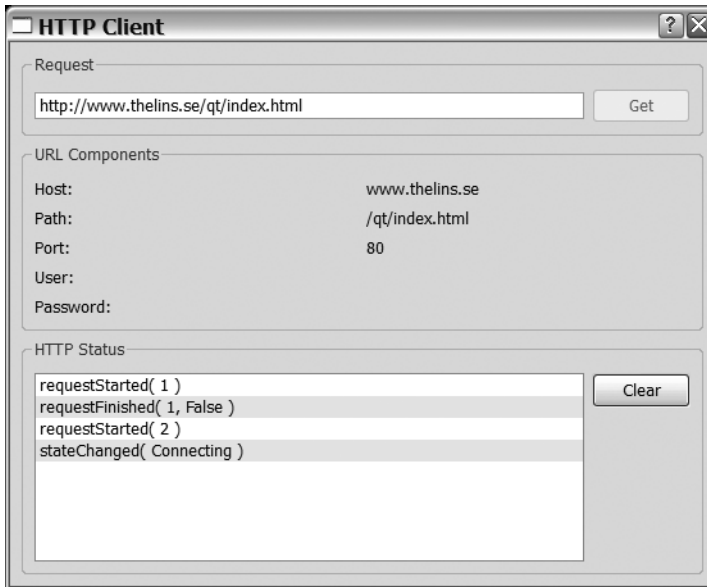 HTTP Client
Request
http://www.thelins.se/qt/index.html
Get
URL Components
Host: www.thelins.se
Path: /qt/index.html
Port: 80
User:
Password:
HTTP Status
requestStarted( 1 )
Clear
requestFinished( 1, False )
requestStarted( 2 )
stateChanged( Connecting )